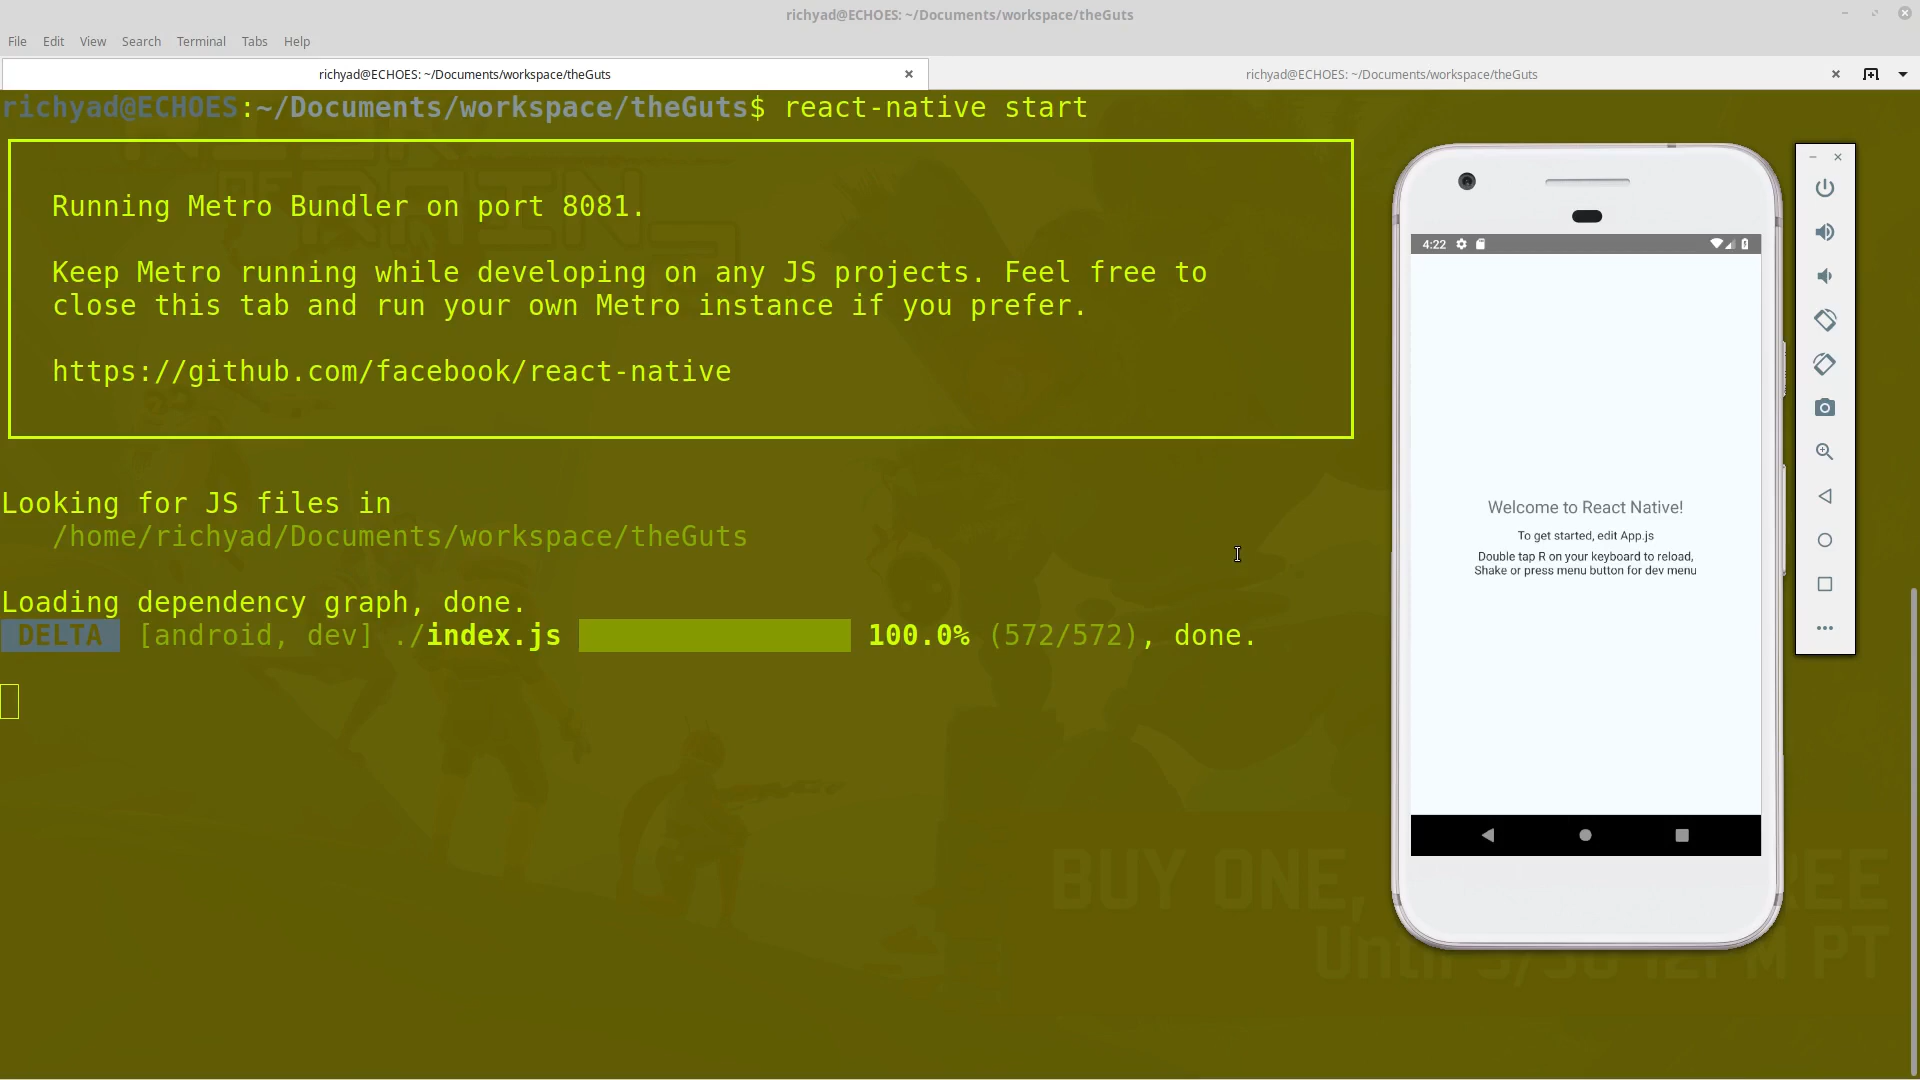 richyad@ECHOES: ~/Documents/workspace/theGuts
File Edit View Search Terminal Tabs Help
richyad@ECHOES: ~/Documents/workspace/theGuts
richyad@ECHOES: ~/Documents/workspace/theGuts
richyad@ECHOES:~/Documents/workspace/theGuts$ react-native start
RISK
OF
RAIN 2
Running Metro Bundler on port 8081.
Keep Metro running while developing on any JS projects. Feel free to
close this tab and run your own Metro instance if you prefer.
https://github.com/facebook/react-native
Looking for JS files in
/home/richyad/Documents/workspace/theGuts
Loading dependency graph, done.
DELTA [android, dev] ./index.js 100.0% (572/572), done.
4:22
Welcome to React Native!
To get started, edit App.js
Double tap R on your keyboard to reload,
Shake or press menu button for dev menu
BUY ONE,
PM PT